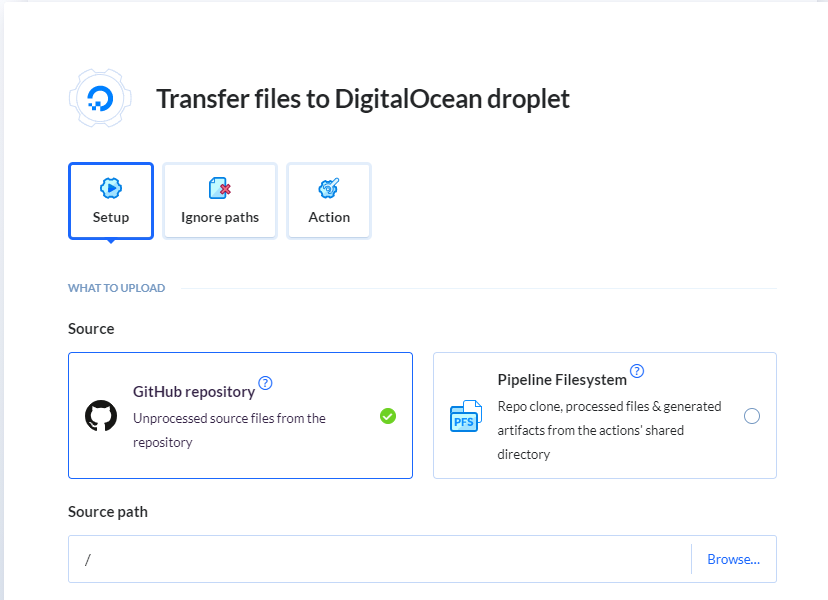 Transfer files to DigitalOcean droplet
Setup
Ignore paths
Action
WHAT TO UPLOAD
Source
GitHub repository ?
Unprocessed source files from the
repository
Pipeline Filesystem ?
PFS
Repo clone, processed files & generated
artifacts from the actions' shared
directory
Source path
/
Browse...